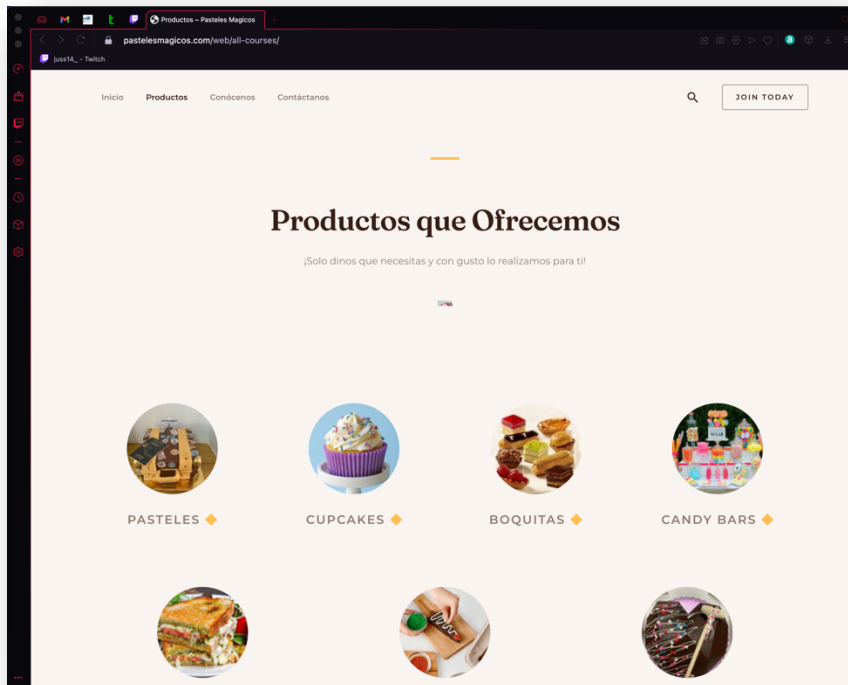 Productos – Pasteles Magicos
pastelesmagicos.com/web/all-courses/
juss14_ - Twitch
Inicio Productos Conócenos Contáctanos JOIN TODAY
Productos que Ofrecemos
¡Solo dinos que necesitas y con gusto lo realizamos para ti!
PASTELES CUPCAKES BOQUITAS CANDY BARS